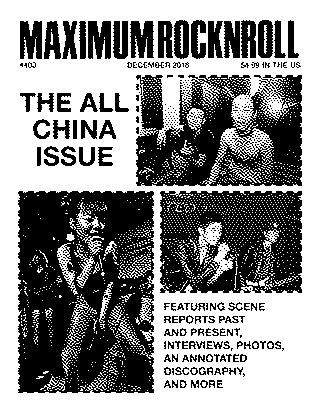 MAXIMUMROCKNROLL
#403
DECEMBER 2016
$4.99 IN THE US
THE ALL
CHINA
ISSUE
FEATURING SCENE
REPORTS PAST
AND PRESENT,
INTERVIEWS, PHOTOS,
AN ANNOTATED
DISCOGRAPHY,
AND MORE